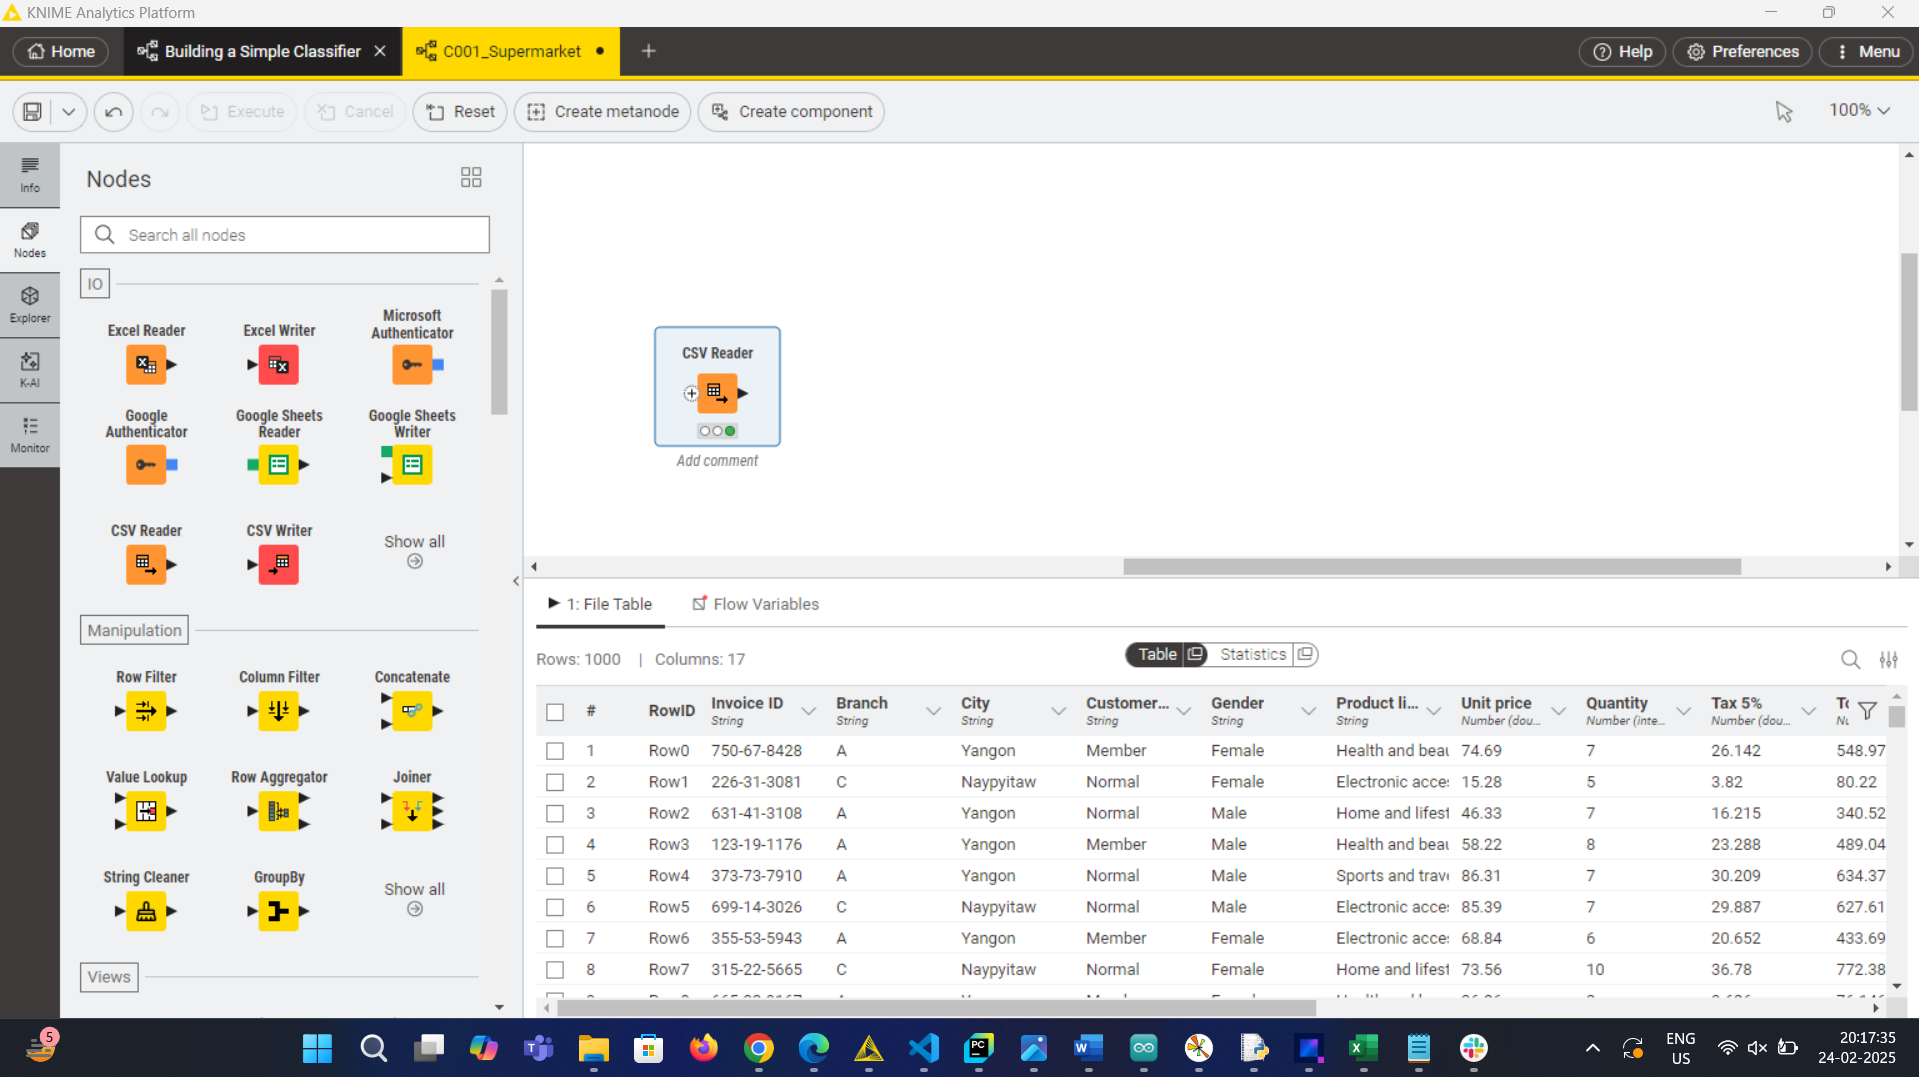 KNIME Analytics Platform
Home
Building a Simple Classifier
C001_Supermarket
Help
Preferences
Menu
Execute
Cancel
Reset
Create metanode
Create component
100%
Info
Nodes
Explorer
K-AI
Monitor
Nodes
Search all nodes
IO
Excel Reader
Excel Writer
Microsoft
Authenticator
Google
Authenticator
Google Sheets
Reader
Google Sheets
Writer
CSV Reader
CSV Writer
Show all
Manipulation
Row Filter
Column Filter
Concatenate
Value Lookup
Row Aggregator
Joiner
String Cleaner
GroupBy
Show all
Views
CSV Reader
Add comment
1: File Table
Flow Variables
Rows: 1000 | Columns: 17
Table
Statistics
# RowID Invoice ID Branch City Customer... Gender Product li... Unit price Quantity Tax 5%
String String String String String String Number (dou... Number (inte... Number (dou...
1 Row0 750-67-8428 A Yangon Member Female Health and beau 74.69 7 26.142 548.97
2 Row1 226-31-3081 C Naypyitaw Normal Female Electronic acces 15.28 5 3.82 80.22
3 Row2 631-41-3108 A Yangon Normal Male Home and lifest 46.33 7 16.215 340.52
4 Row3 123-19-1176 A Yangon Member Male Health and beau 58.22 8 23.288 489.04
5 Row4 373-73-7910 A Yangon Normal Male Sports and trave 86.31 7 30.209 634.37
6 Row5 699-14-3026 C Naypyitaw Normal Male Electronic acces 85.39 7 29.887 627.61
7 Row6 355-53-5943 A Yangon Member Female Electronic acces 68.84 6 20.652 433.69
8 Row7 315-22-5665 C Naypyitaw Normal Female Home and lifest 73.56 10 36.78 772.38
5
ENG
US
20:17:35
24-02-2025